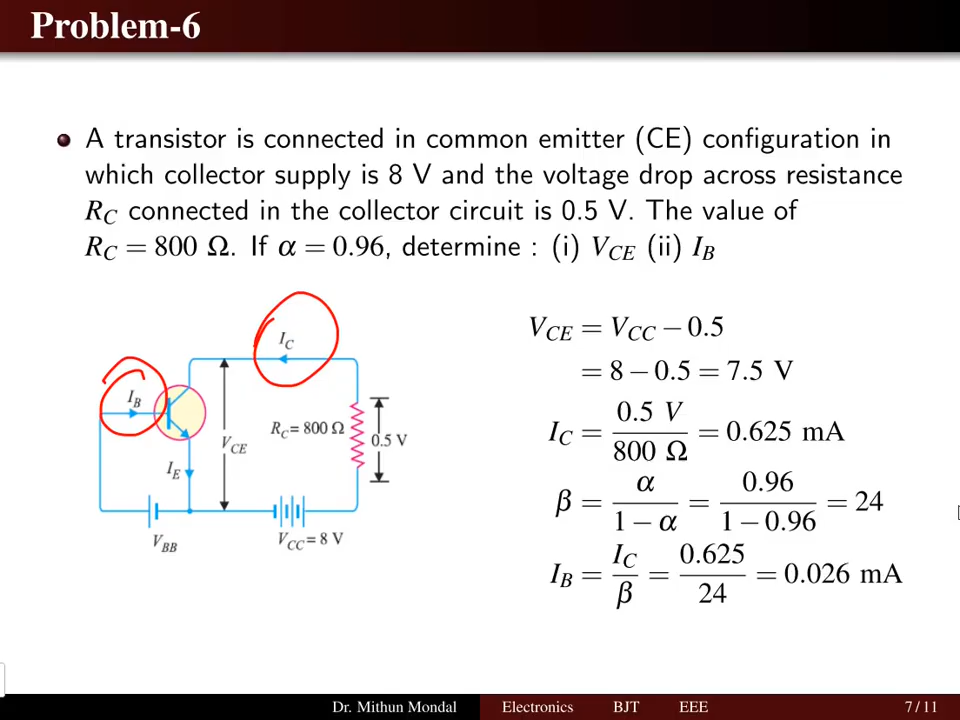 Problem-6
A transistor is connected in common emitter (CE) configuration in
which collector supply is 8 V and the voltage drop across resistance
R_C connected in the collector circuit is 0.5 V. The value of
R_C = 800 Ω. If α = 0.96, determine : (i) V_CE (ii) I_B
I_C
I_B
R_C = 800 Ω
0.5 V
V_CE
I_E
V_BB
V_CC = 8 V
V_CE = V_CC − 0.5
= 8 − 0.5 = 7.5 V
I_C = 0.5 V / 800 Ω = 0.625 mA
β = α / 1 − α = 0.96 / 1 − 0.96 = 24
I_B = I_C / β = 0.625 / 24 = 0.026 mA
Dr. Mithun Mondal Electronics BJT EEE 7 / 11